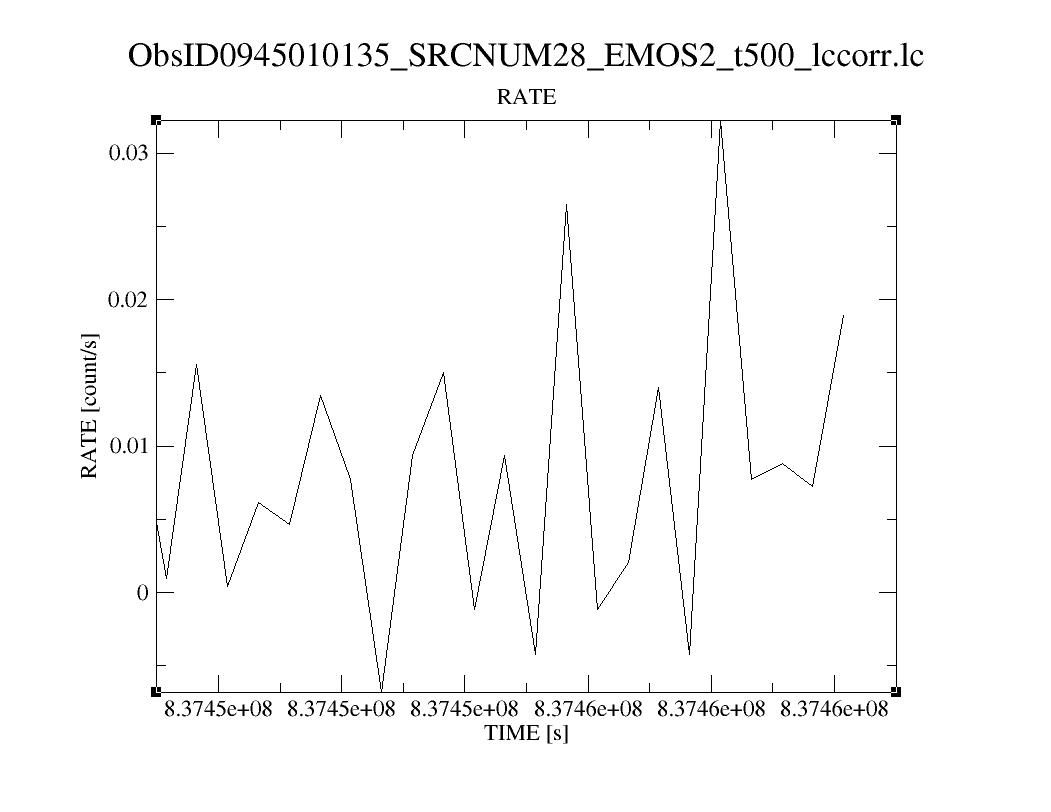 ObsID0945010135_SRCNUM28_EMOS2_t500_lccorr.lc
RATE
0.03
0.02
0.01
0
RATE [count/s]
8.3745e+08 8.3745e+08 8.3745e+08 8.3746e+08 8.3746e+08 8.3746e+08
TIME [s]